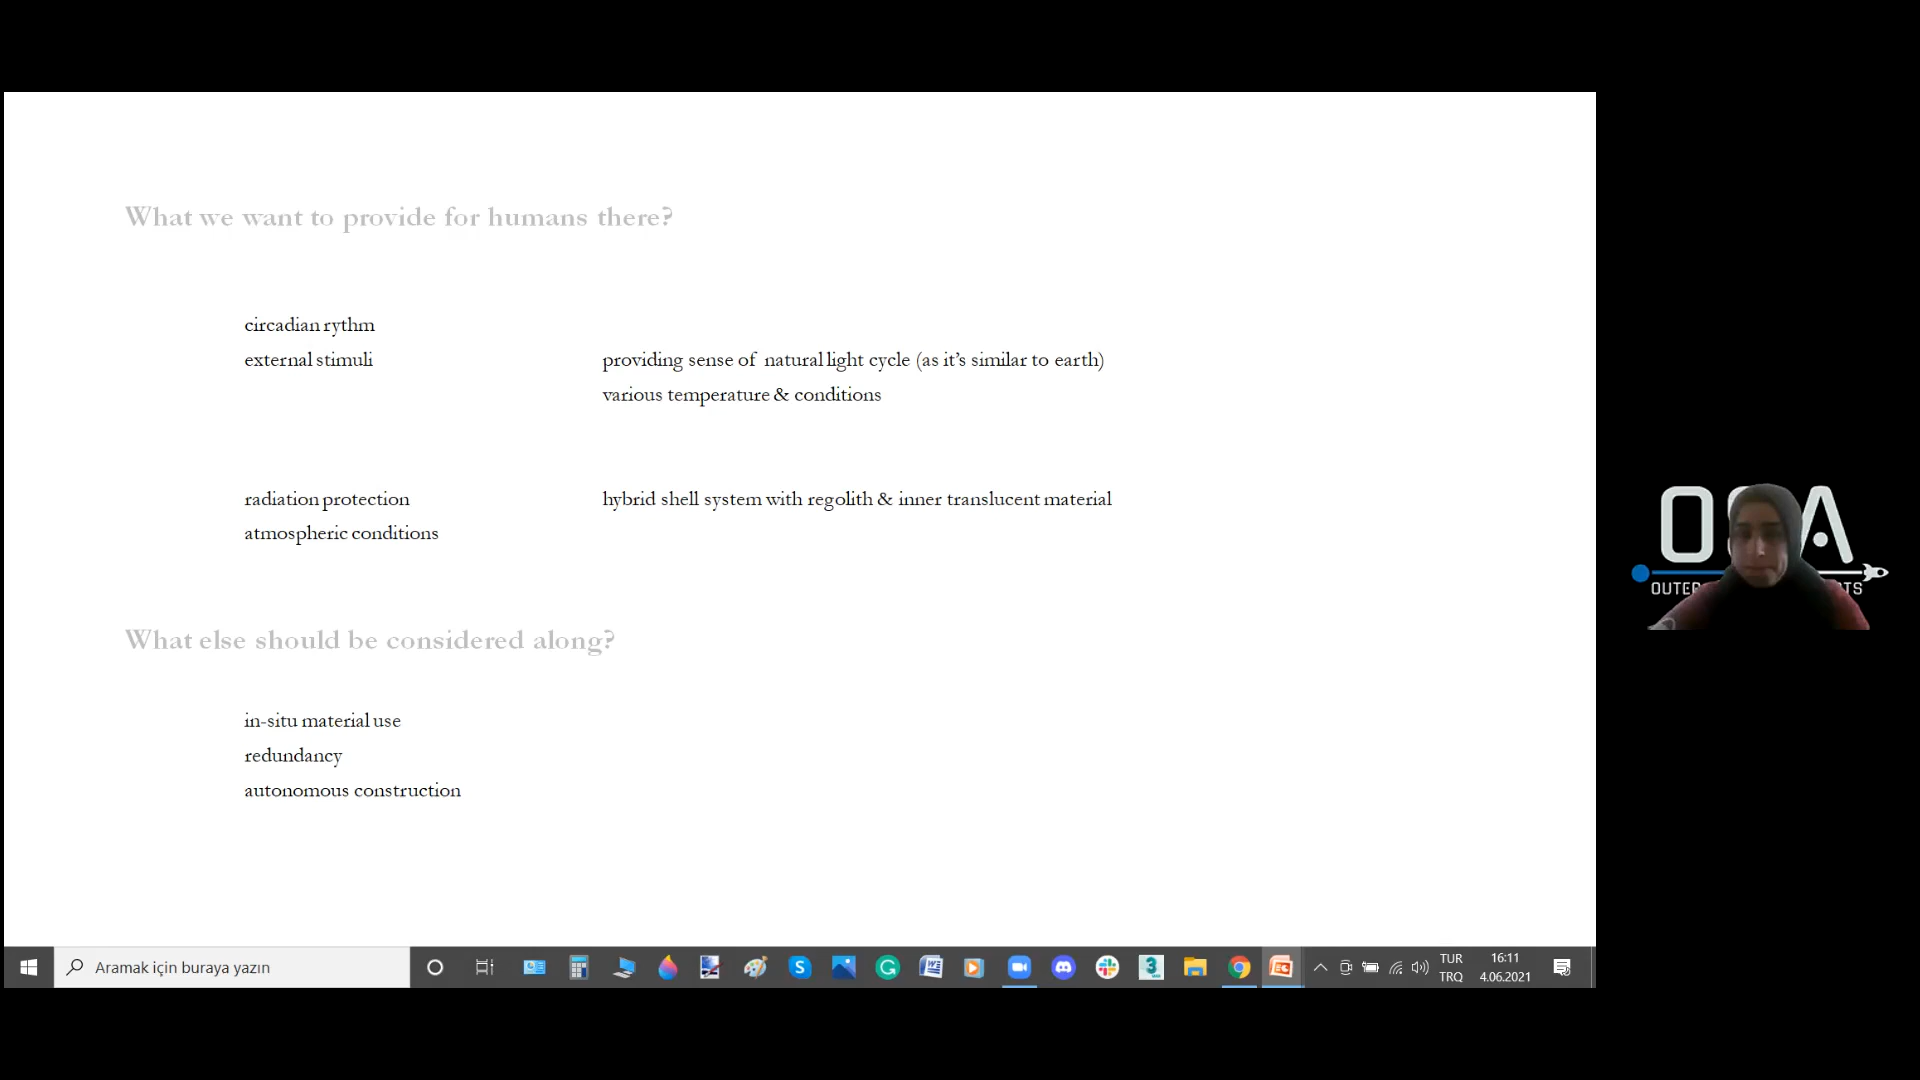 What we want to provide for humans there?
circadian rythm
external stimuli
providing sense of natural light cycle (as it's similar to earth)
various temperature & conditions
radiation protection
hybrid shell system with regolith & inner translucent material
atmospheric conditions
What else should be considered along?
in-situ material use
redundancy
autonomous construction
Aramak için buraya yazın
TUR
TRQ
16:11
4.06.2021